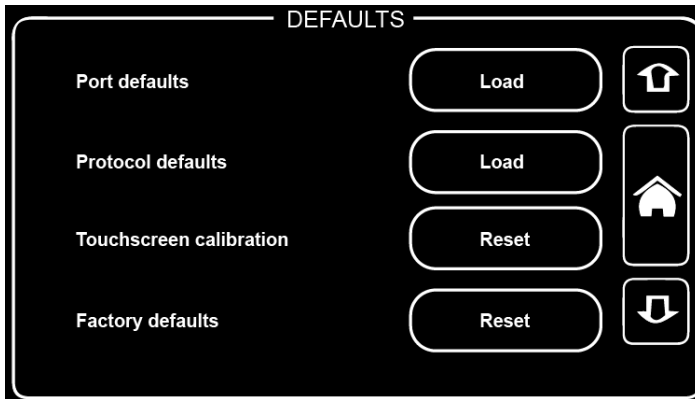 DEFAULTS
Port defaults Load
Protocol defaults Load
Touchscreen calibration Reset
Factory defaults Reset